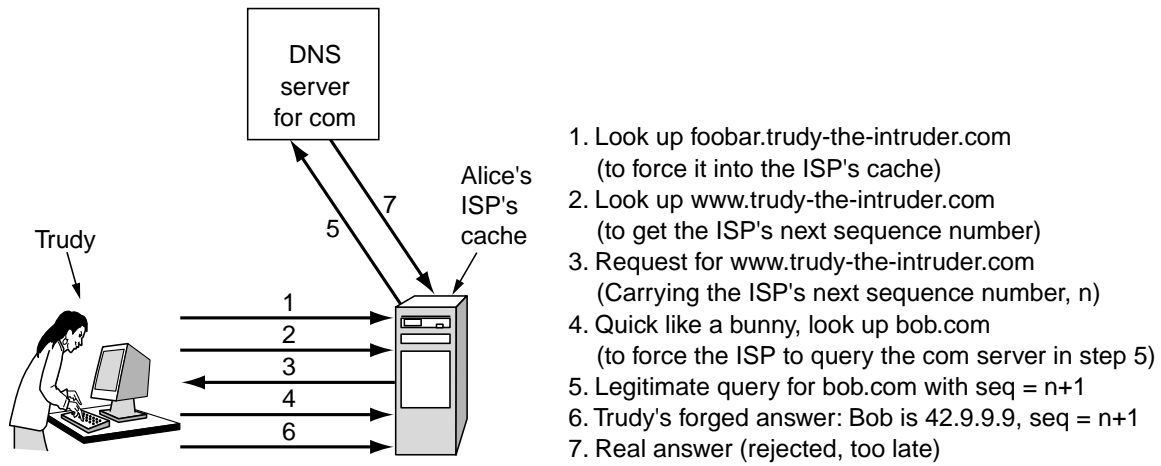 DNS
server
for com
Alice's
ISP's
cache
Trudy
5
7
1
2
3
4
6
1. Look up foobar.trudy-the-intruder.com
(to force it into the ISP's cache)
2. Look up www.trudy-the-intruder.com
(to get the ISP's next sequence number)
3. Request for www.trudy-the-intruder.com
(Carrying the ISP's next sequence number, n)
4. Quick like a bunny, look up bob.com
(to force the ISP to query the com server in step 5)
5. Legitimate query for bob.com with seq = n+1
6. Trudy's forged answer: Bob is 42.9.9.9, seq = n+1
7. Real answer (rejected, too late)